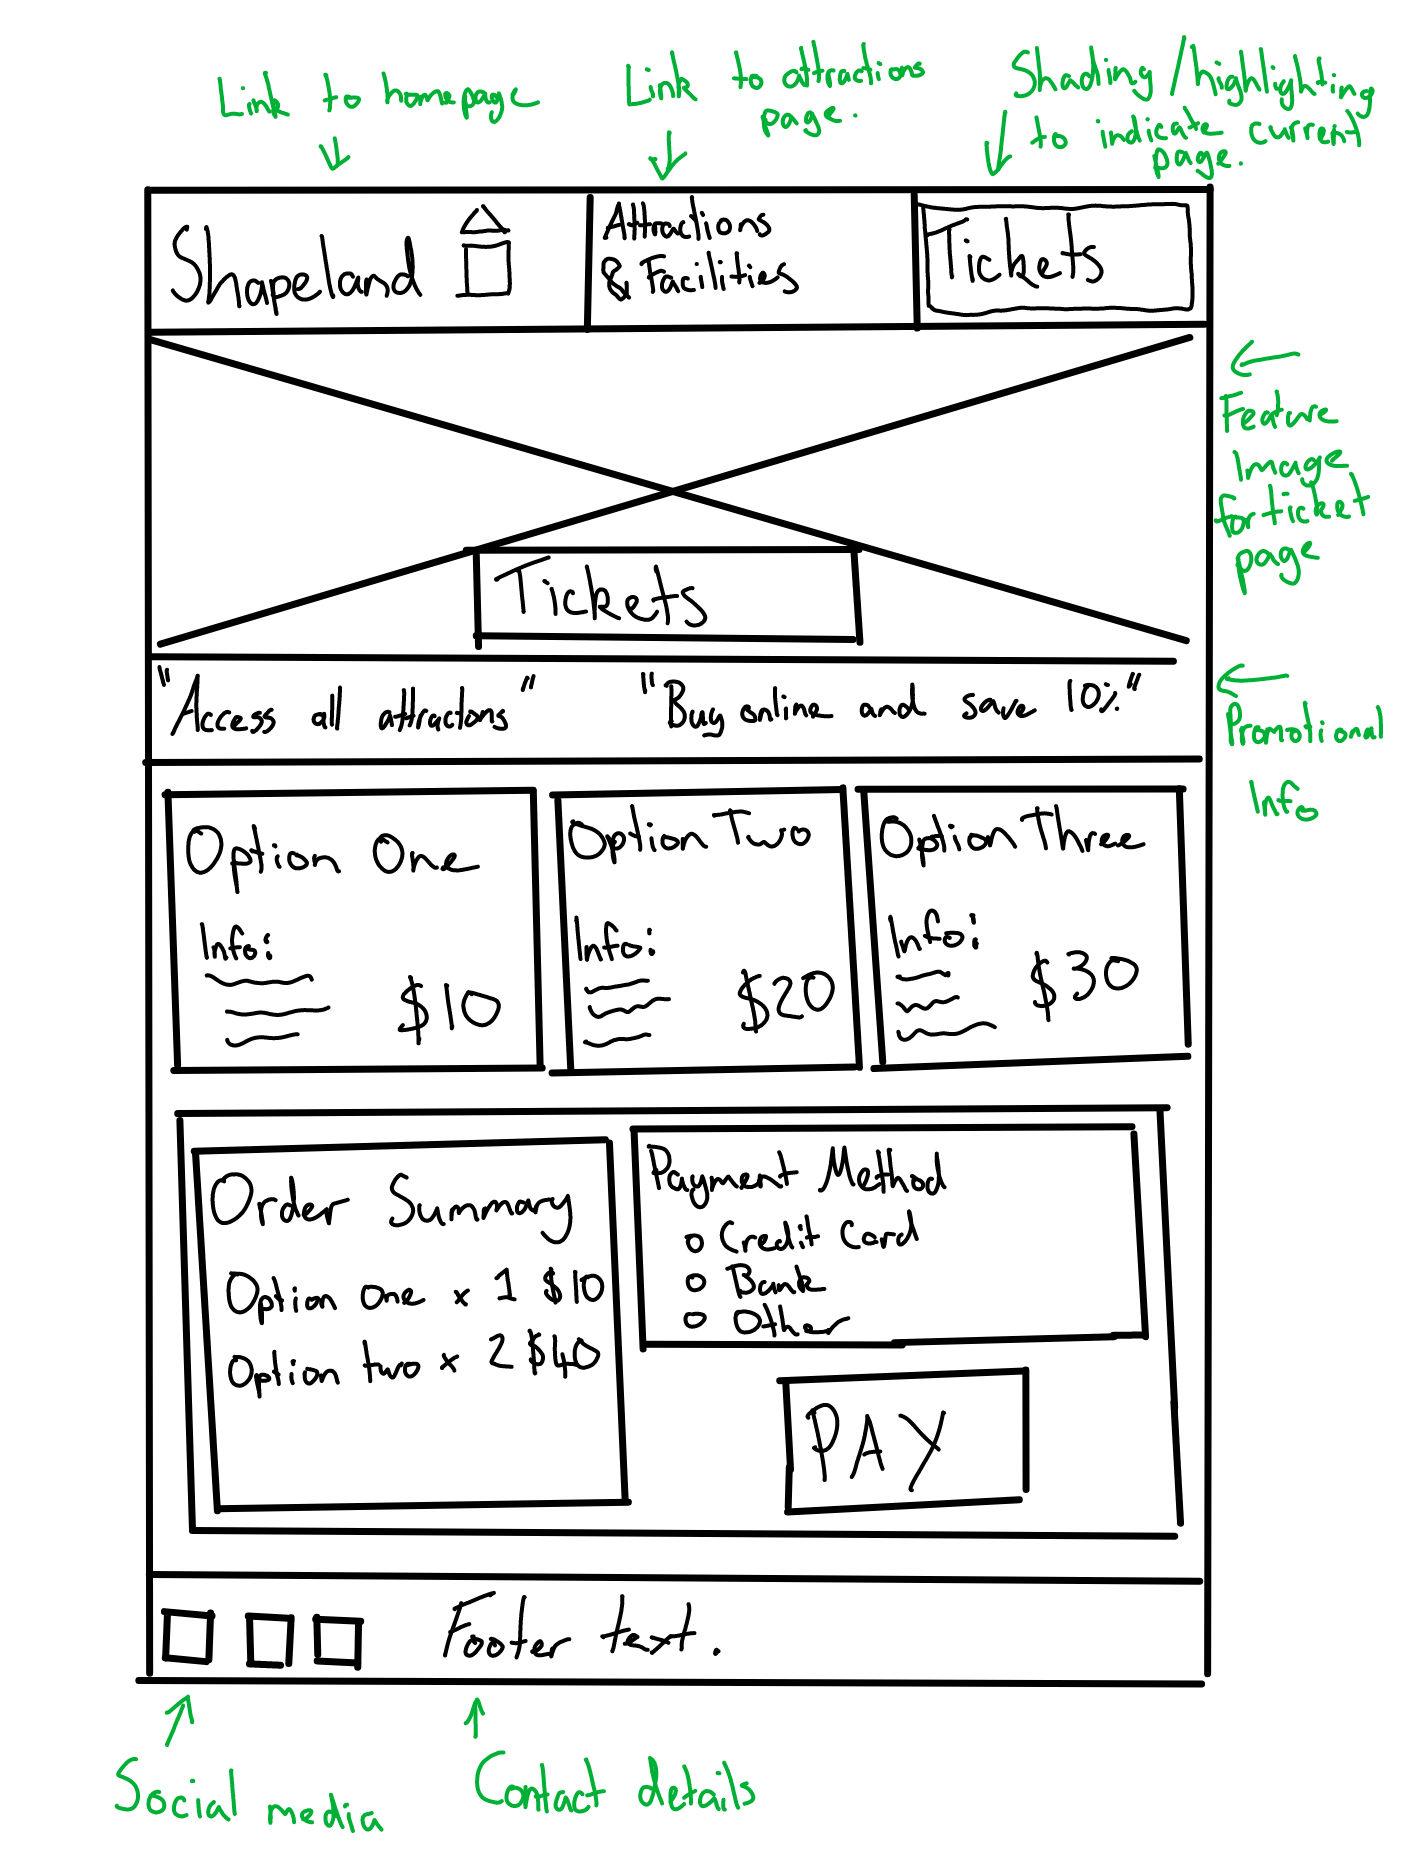 Link to homepage
Link to attractions
page.
Shading/highlighting
to indicate current
page.
Shapeland
Attractions
& Facilities
Tickets
Feature
Image
for ticket
page
Tickets
"Access all attractons"
"Buy online and save 10%"
Promotional
Info
Option One
Info:
$10
Option Two
Info:
$20
Option Three
Info:
$30
Order Summary
Option one x 1 $10
Option two x 2 $40
Payment Method
Credit Card
Bank
Other
PAY
Footer text.
Social media
Contact details